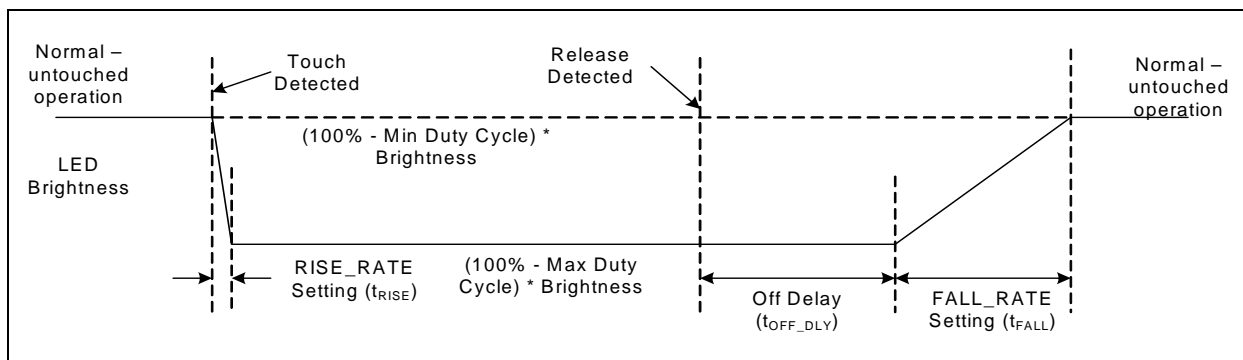 Normal –
untouched
operation
Touch
Detected
Release
Detected
Normal –
untouched
operation
(100% - Min Duty Cycle) *
Brightness
LED
Brightness
RISE_RATE
Setting (tRISE)
(100% - Max Duty
Cycle) * Brightness
Off Delay
(tOFF_DLY)
FALL_RATE
Setting (tFALL)